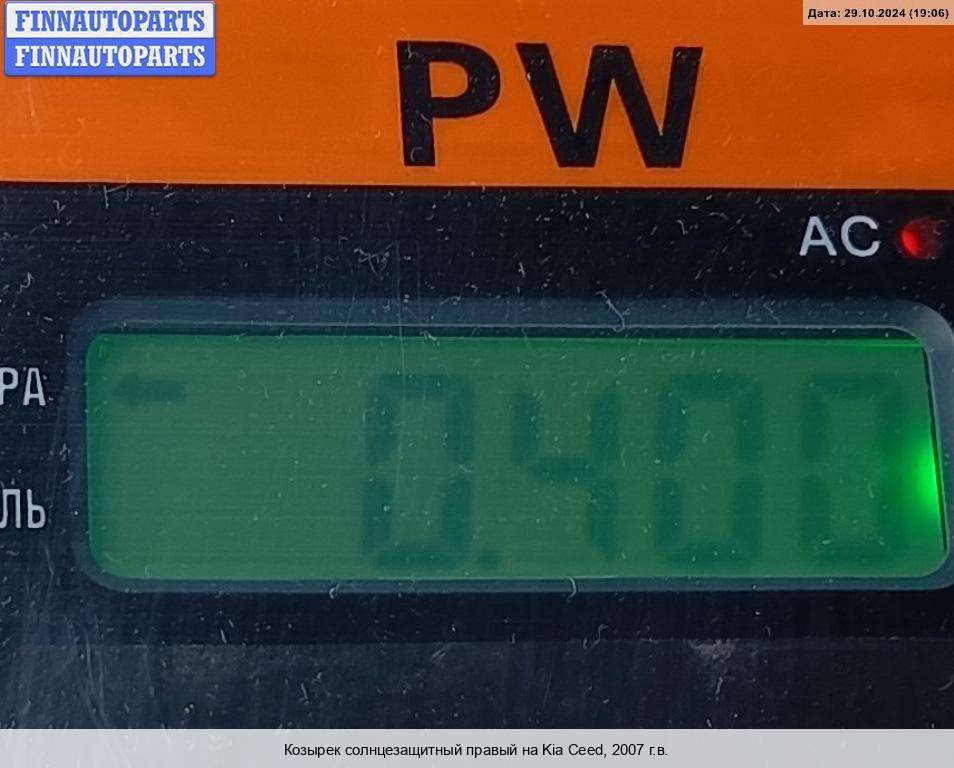 FINNAUTOPARTS
FINNAUTOPARTS
Дата: 29.10.2024 (19:06)
PW
AC
РА
0.400
ЛЬ
Козырек солнцезащитный правый на Kia Ceed, 2007 г.в.